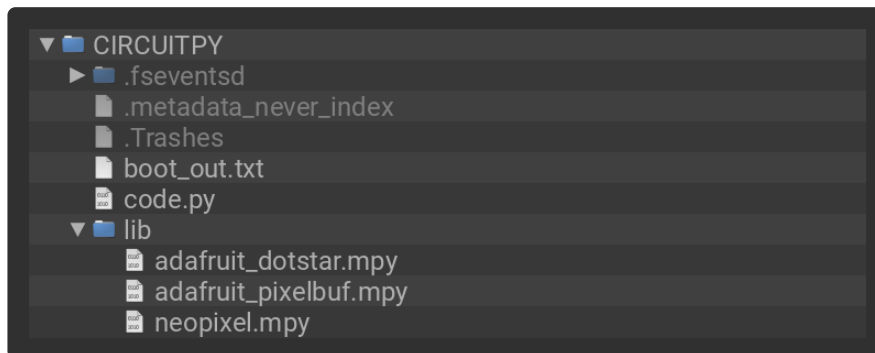 CIRCUITPY
.fseventsd
.metadata_never_index
.Trashes
boot_out.txt
code.py
lib
adafruit_dotstar.mpy
adafruit_pixelbuf.mpy
neopixel.mpy